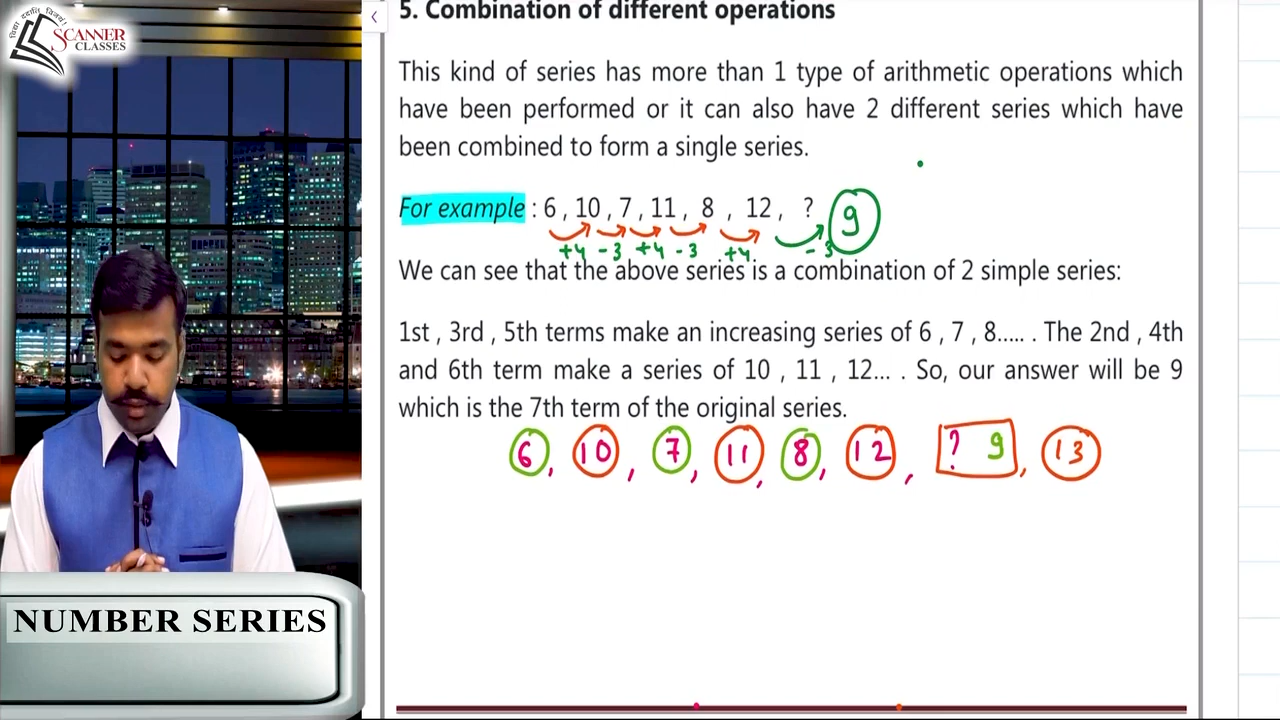 5. Combination of different operations
SCANNER
CLASSES
This kind of series has more than 1 type of arithmetic operations which
have been performed or it can also have 2 different series which have
been combined to form a single series.
For example : 6 , 10 , 7 , 11 , 8 , 12 , ? 9
+4 -3 +4 -3 +4 -3
We can see that the above series is a combination of 2 simple series:
1st , 3rd , 5th terms make an increasing series of 6 , 7 , 8..... . The 2nd , 4th
and 6th term make a series of 10 , 11 , 12... . So, our answer will be 9
which is the 7th term of the original series.
6, 10, 7, 11, 8, 12, ? 9, 13
NUMBER SERIES